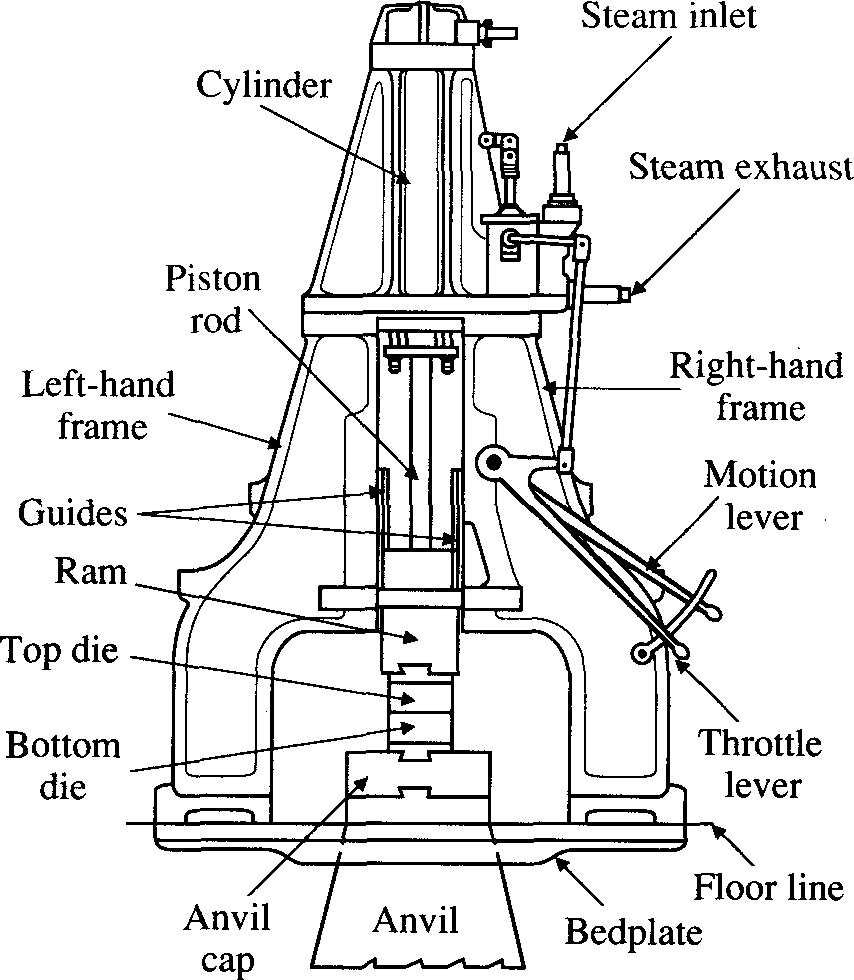 Steam inlet
Cylinder
Steam exhaust
Piston
rod
Left-hand
frame
Right-hand
frame
Motion
lever
Guides
Ram
Top die
Bottom
die
Throttle
lever
Floor line
Anvil
cap
Anvil
Bedplate